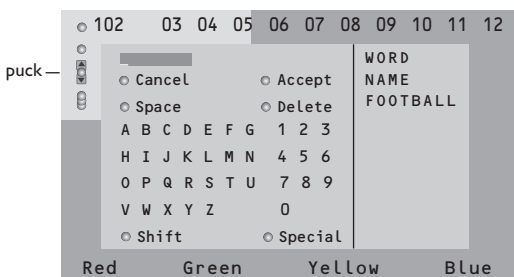 102 03 04 05 06 07 08 09 10 11 12
puck
WORD
NAME
FOOTBALL
Cancel Accept
Space Delete
A B C D E F G 1 2 3
H I J K L M N 4 5 6
O P Q R S T U 7 8 9
V W X Y Z 0
Shift Special
Red Green Yellow Blue